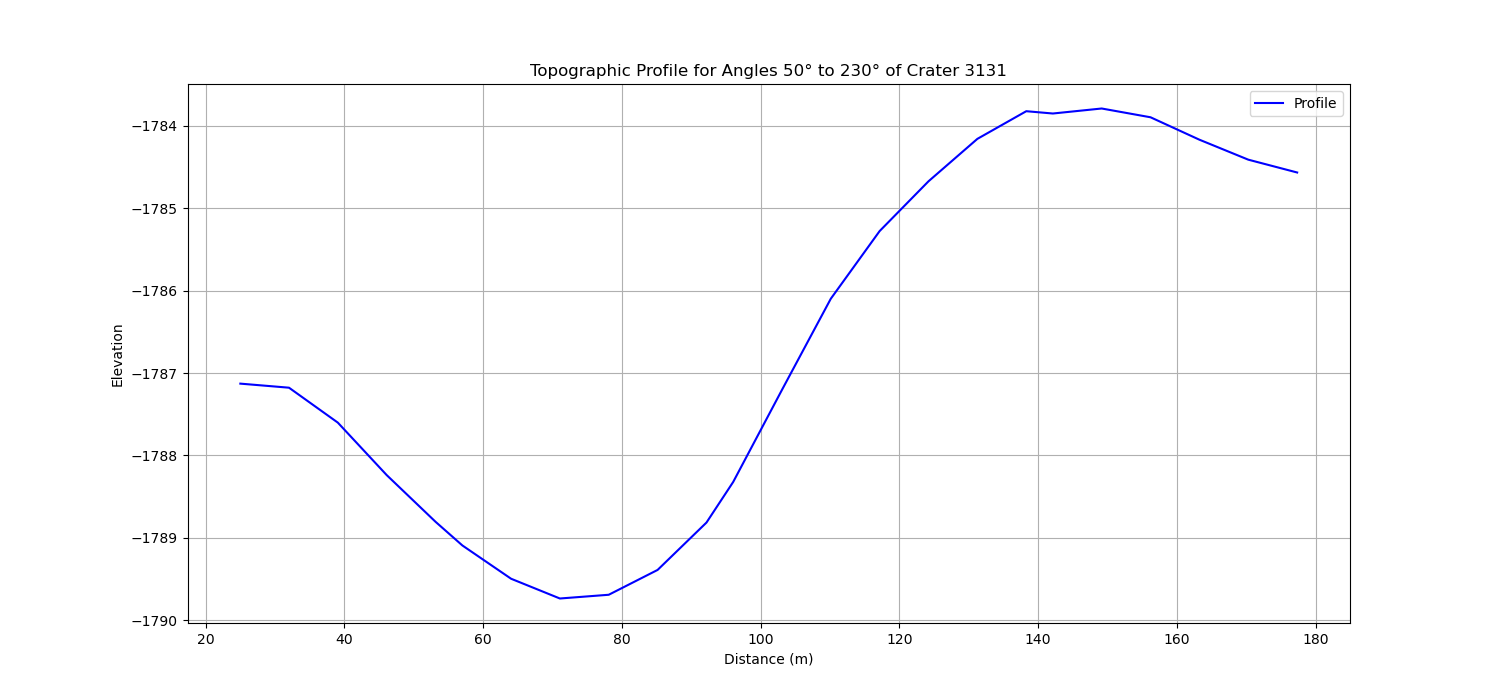 Topographic Profile for Angles 50° to 230° of Crater 3131
Profile
−1784
−1785
−1786
−1787
−1788
−1789
−1790
Elevation
20 40 60 80 100 120 140 160 180
Distance (m)